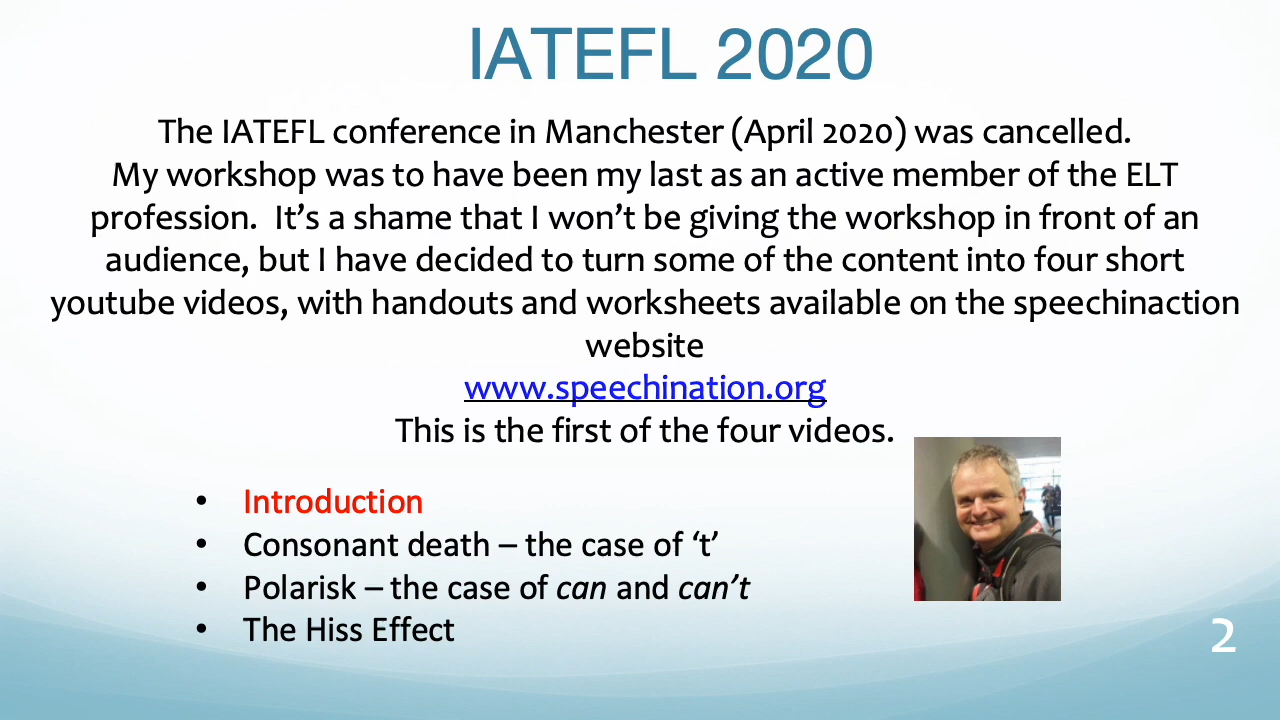 IATEFL 2020
The IATEFL conference in Manchester (April 2020) was cancelled.
My workshop was to have been my last as an active member of the ELT
profession.  It’s a shame that I won’t be giving the workshop in front of an
audience, but I have decided to turn some of the content into four short
youtube videos, with handouts and worksheets available on the speechinaction
website
www.speechination.org
This is the first of the four videos.
• Introduction
• Consonant death – the case of ‘t’
• Polarisk – the case of can and can’t
• The Hiss Effect
2